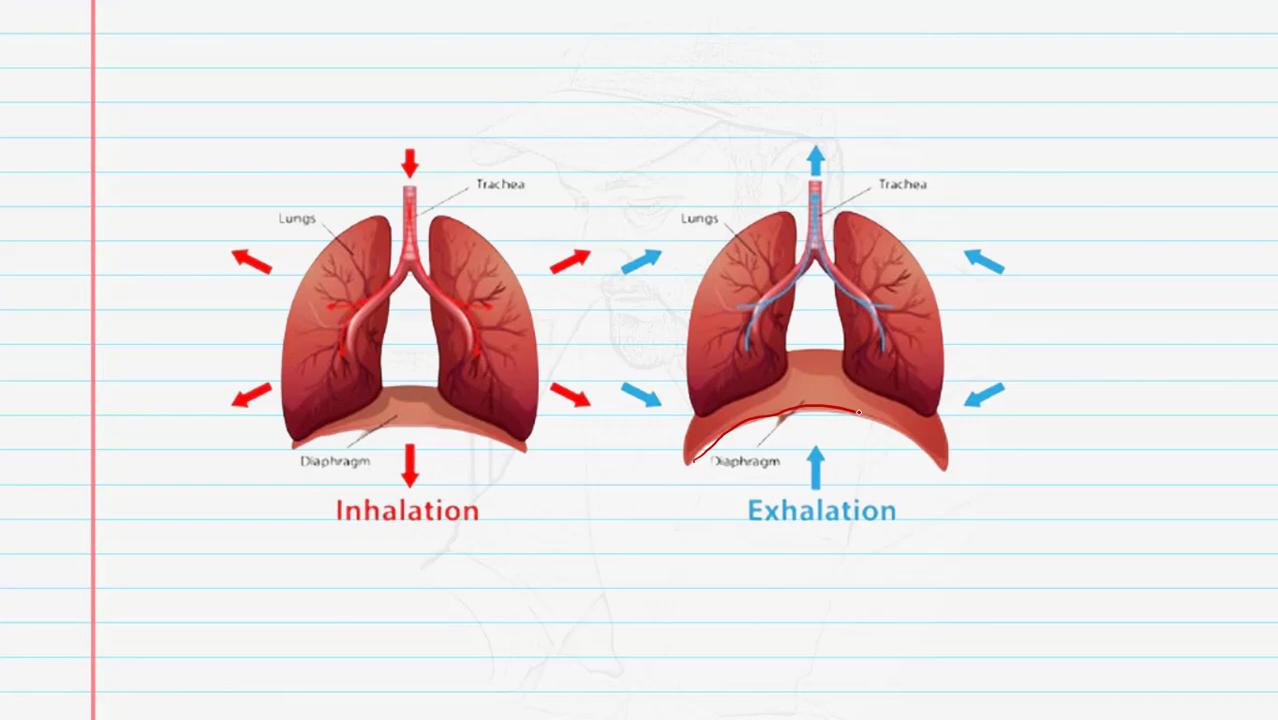 Trachea
Lungs
Diaphragm
Inhalation
Trachea
Lungs
Diaphragm
Exhalation